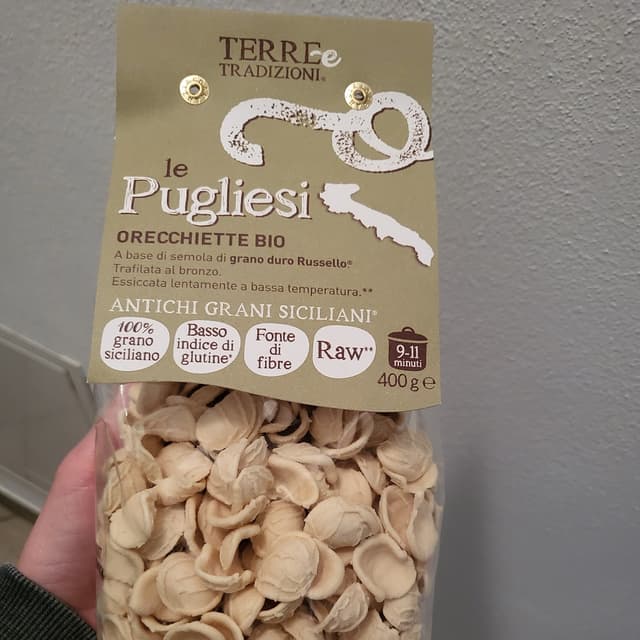 TERRE e
TRADIZIONI®
le
Pugliesi
ORECCHIETTE BIO
A base di semola di grano duro Russello®
Trafilata al bronzo.
Essiccata lentamente a bassa temperatura.**
ANTICHI GRANI SICILIANI®
100%
grano
siciliano
Basso
indice di
glutine*
Fonte
di
fibre
Raw**
9-11
minuti
400 g e